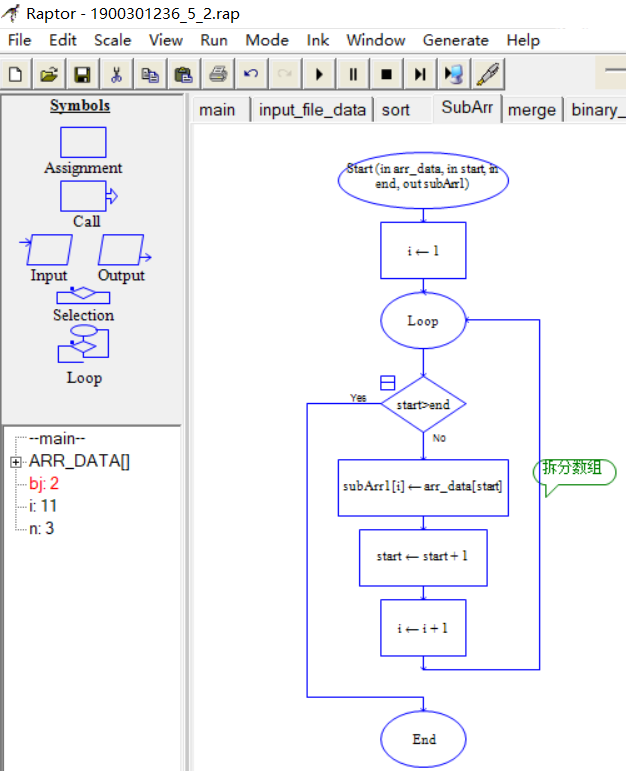 Raptor - 1900301236_5_2.rap
File Edit Scale View Run Mode Ink Window Generate Help
Symbols
Assignment
Call
Input Output
Selection
Loop
--main--
ARR_DATA[]
bj: 2
i: 11
n: 3
main input_file_data sort SubArr merge binary_
Start (in arr_data, in start, in
end, out subArr1)
i ← 1
Loop
Yes
start>end
No
subArr1[i] ← arr_data[start]
拆分数组
start ← start + 1
i ← i + 1
End